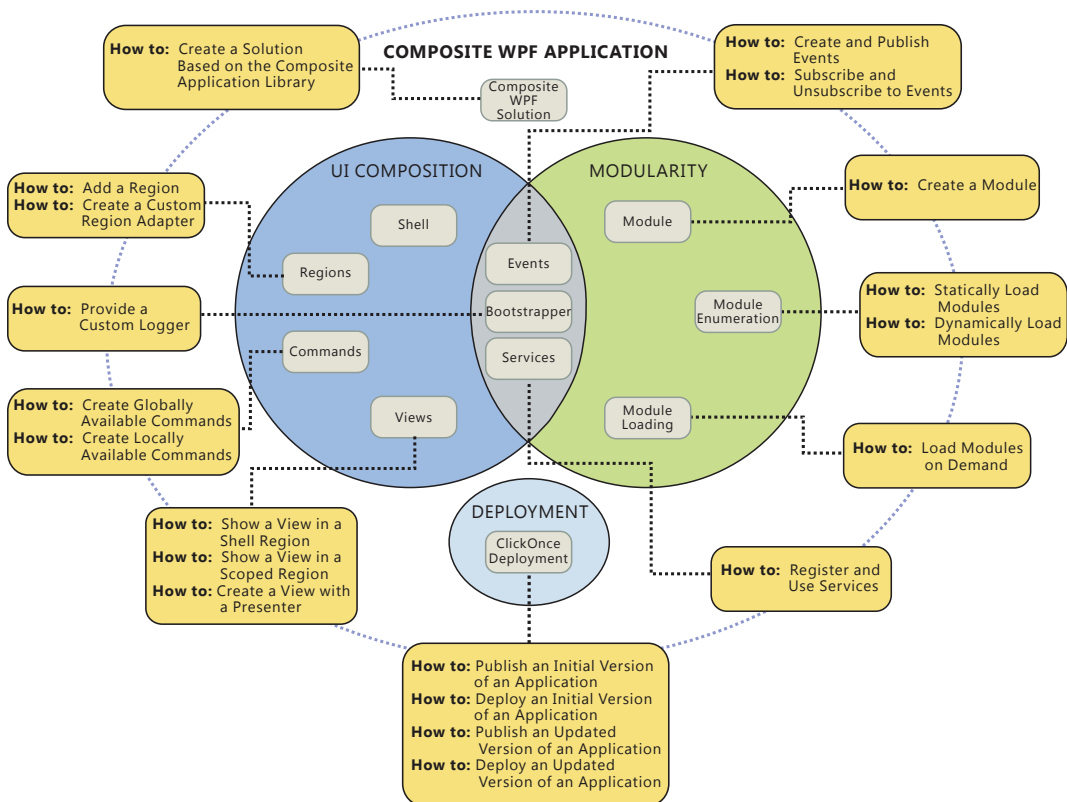 COMPOSITE WPF APPLICATION
How to: Create a Solution
Based on the Composite
Application Library
Composite
WPF
Solution
How to: Create and Publish
Events
How to: Subscribe and
Unsubscribe to Events
UI COMPOSITION
MODULARITY
How to: Add a Region
How to: Create a Custom
Region Adapter
Shell
Regions
Commands
Views
Events
Bootstrapper
Services
Module
Module
Enumeration
Module
Loading
How to: Create a Module
How to: Provide a
Custom Logger
How to: Statically Load
Modules
How to: Dynamically Load
Modules
How to: Create Globally
Available Commands
How to: Create Locally
Available Commands
How to: Load Modules
on Demand
How to: Show a View in a
Shell Region
How to: Show a View in a
Scoped Region
How to: Create a View with
a Presenter
DEPLOYMENT
ClickOnce
Deployment
How to: Register and
Use Services
How to: Publish an Initial Version
of an Application
How to: Deploy an Initial Version
of an Application
How to: Publish an Updated
Version of an Application
How to: Deploy an Updated
Version of an Application